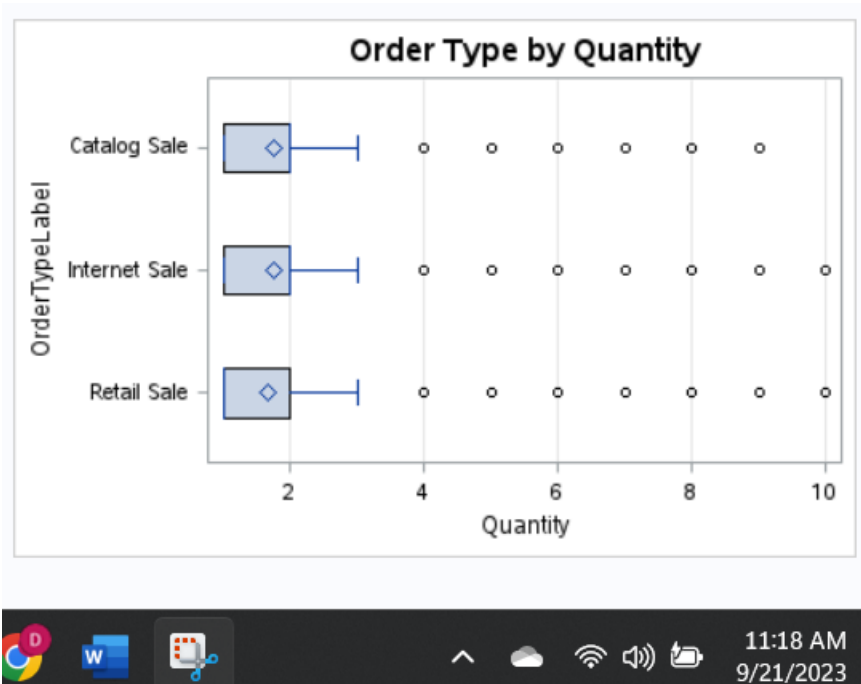 Order Type by Quantity
OrderTypeLabel
Catalog Sale
Internet Sale
Retail Sale
2 4 6 8 10
Quantity
D
W
11:18 AM
9/21/2023